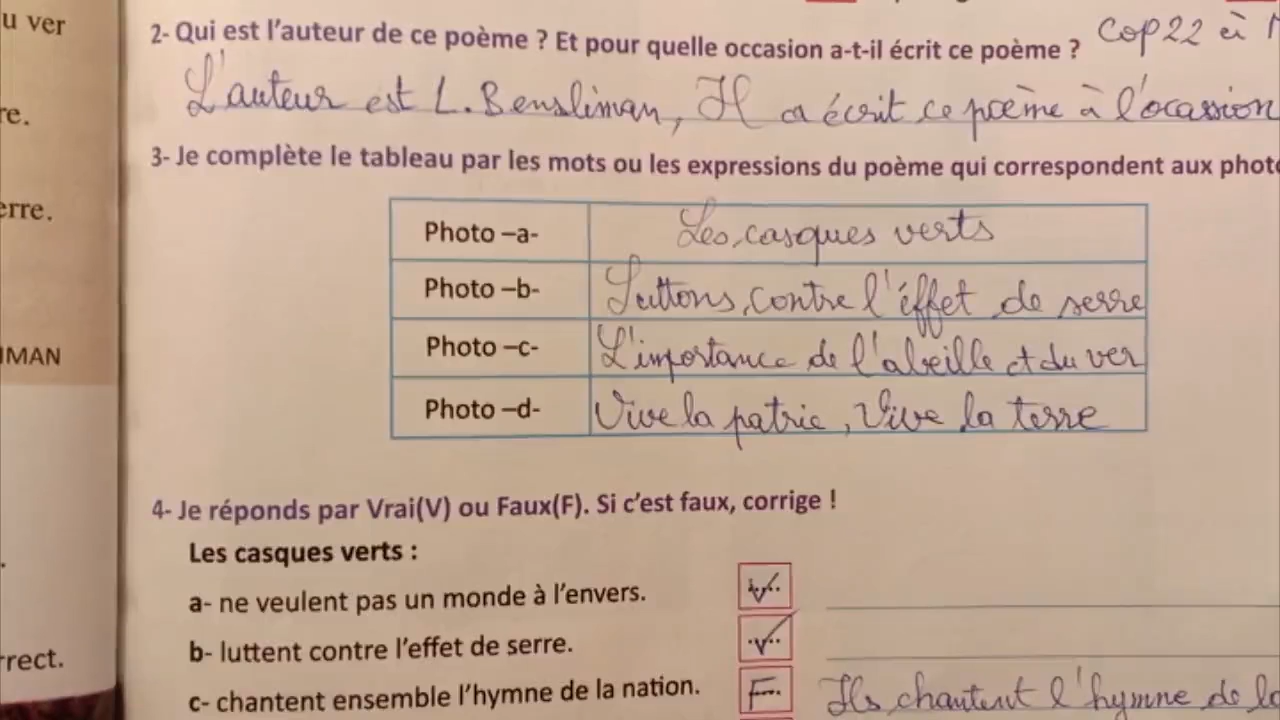 u ver
re.
erre.
IMAN
rrect.
2- Qui est l'auteur de ce poème ? Et pour quelle occasion a-t-il écrit ce poème ? Cop22 à
L'auteur est L. Bensliman, Il a écrit ce poème à l'ocassion
3- Je complète le tableau par les mots ou les expressions du poème qui correspondent aux photo
Photo –a- Les casques verts
Photo –b- Luttons contre l'éffet de serre
Photo –c- L'importance de l'abeille et du ver
Photo –d- Vive la patrie, Vive la terre
4- Je réponds par Vrai(V) ou Faux(F). Si c'est faux, corrige !
Les casques verts :
a- ne veulent pas un monde à l'envers. V
b- luttent contre l'effet de serre. V
c- chantent ensemble l'hymne de la nation. F Ils chantent l'hymne de la